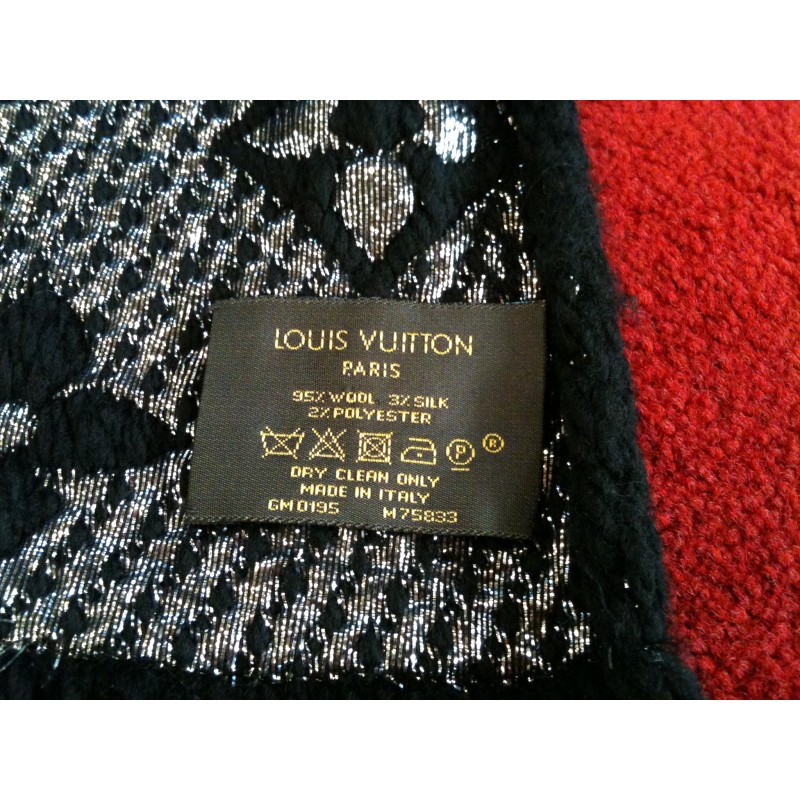 LOUIS VUITTON
PARIS
95% WOOL 3% SILK
2% POLYESTER
P ®
DRY CLEAN ONLY
MADE IN ITALY
GM0195 M75833